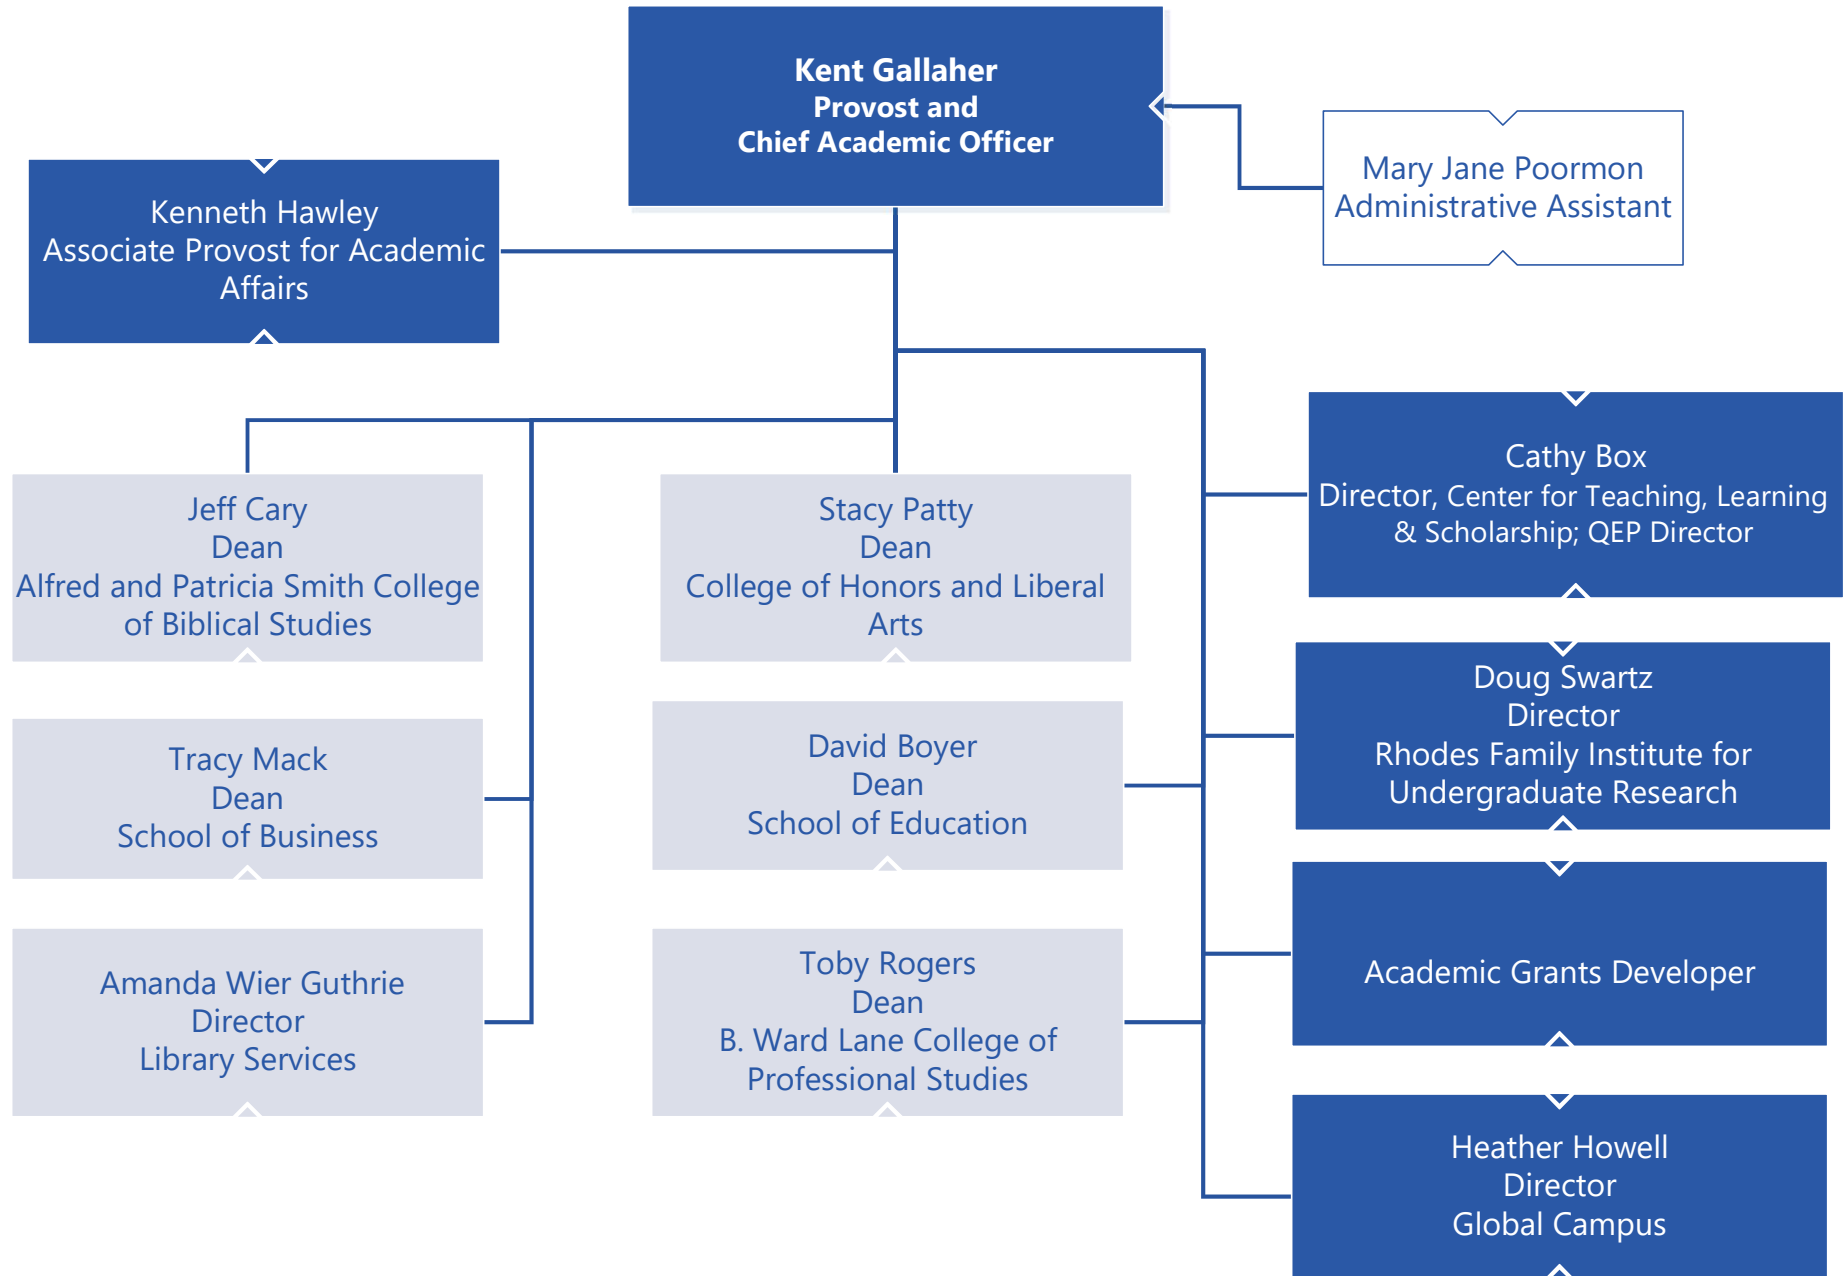 Kent Gallaher
Provost and
Chief Academic Officer
Mary Jane Poormon
Administrative Assistant
Kenneth Hawley
Associate Provost for Academic
Affairs
Jeff Cary
Dean
Alfred and Patricia Smith College
of Biblical Studies
Stacy Patty
Dean
College of Honors and Liberal
Arts
Cathy Box
Director, Center for Teaching, Learning
& Scholarship; QEP Director
Tracy Mack
Dean
School of Business
David Boyer
Dean
School of Education
Doug Swartz
Director
Rhodes Family Institute for
Undergraduate Research
Amanda Wier Guthrie
Director
Library Services
Toby Rogers
Dean
B. Ward Lane College of
Professional Studies
Academic Grants Developer
Heather Howell
Director
Global Campus